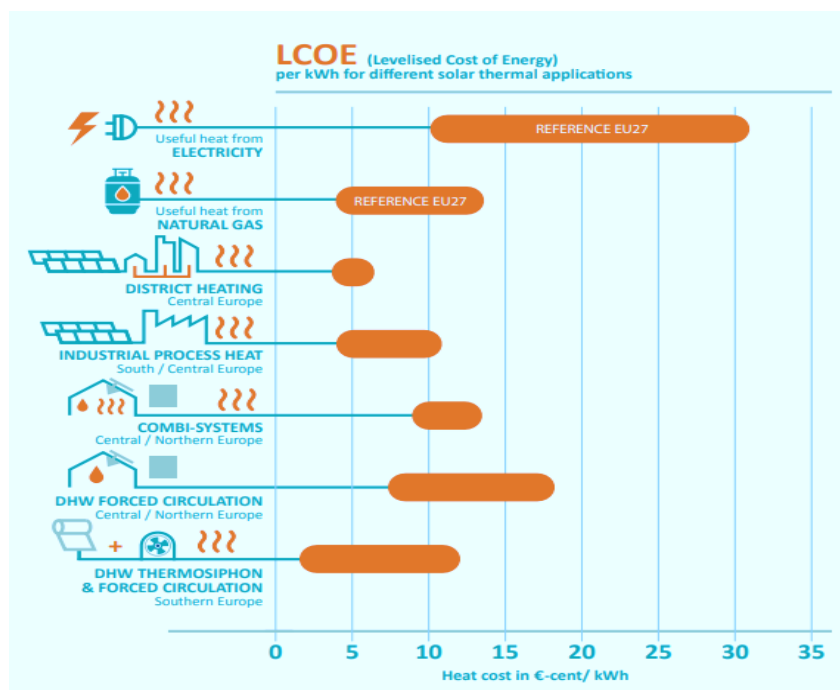 LCOE (Levelised Cost of Energy)
per kWh for different solar thermal applications
REFERENCE EU27
Useful heat from
ELECTRICITY
REFERENCE EU27
Useful heat from
NATURAL GAS
DISTRICT HEATING
Central Europe
INDUSTRIAL PROCESS HEAT
South / Central Europe
COMBI-SYSTEMS
Central / Northern Europe
DHW FORCED CIRCULATION
Central / Northern Europe
+
DHW THERMOSIPHON
& FORCED CIRCULATION
Southern Europe
0 5 10 15 20 25 30 35
Heat cost in €-cent/ kWh